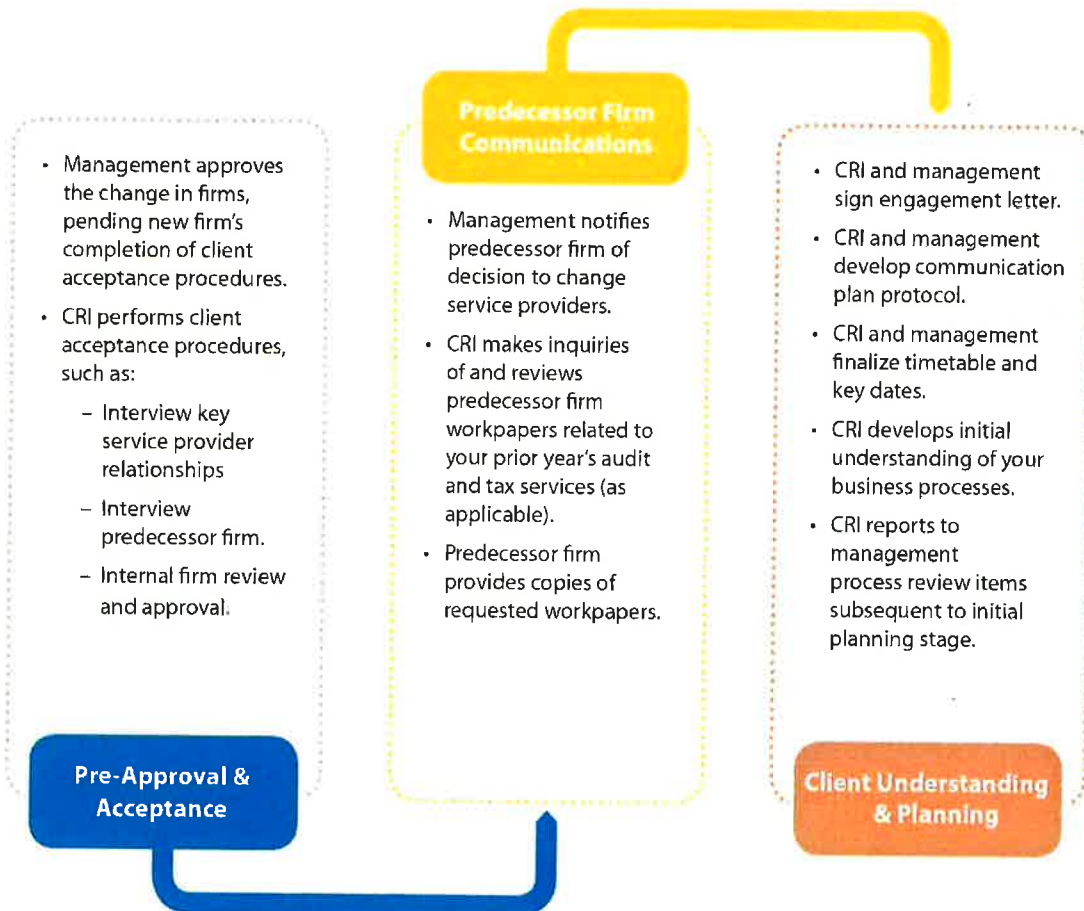 • Management approves
the change in firms,
pending new firm's
completion of client
acceptance procedures.
• CRI performs client
acceptance procedures,
such as:
– Interview key
service provider
relationships
– Interview
predecessor firm.
– Internal firm review
and approval.
Pre-Approval &
Acceptance
Predecessor Firm
Communications
• Management notifies
predecessor firm of
decision to change
service providers.
• CRI makes inquiries
of and reviews
predecessor firm
workpapers related to
your prior year's audit
and tax services (as
applicable).
• Predecessor firm
provides copies of
requested workpapers.
• CRI and management
sign engagement letter.
• CRI and management
develop communication
plan protocol.
• CRI and management
finalize timetable and
key dates.
• CRI develops initial
understanding of your
business processes.
• CRI reports to
management
process review items
subsequent to initial
planning stage.
Client Understanding
& Planning